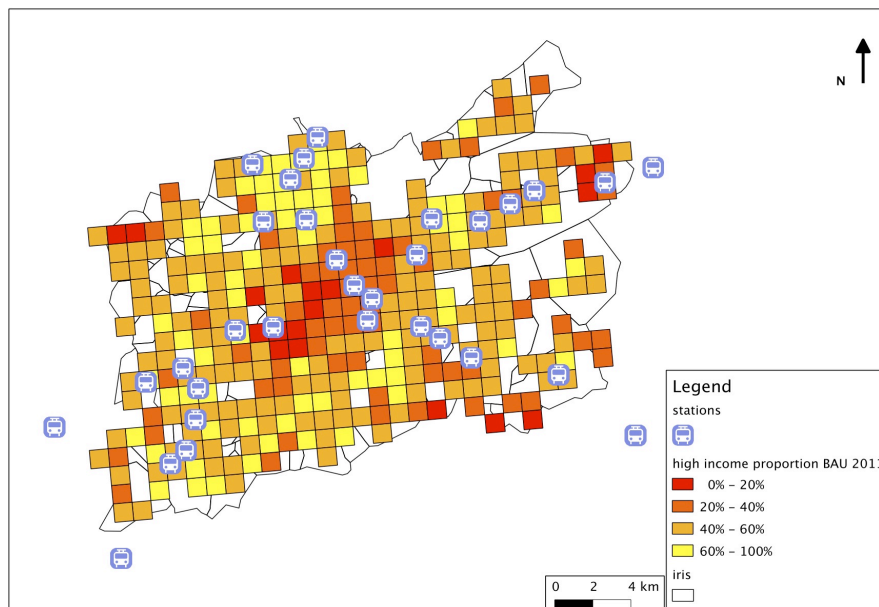 N
Legend
stations
high income proportion BAU 201
0% – 20%
20% – 40%
40% – 60%
60% – 100%
iris
0 2 4 km